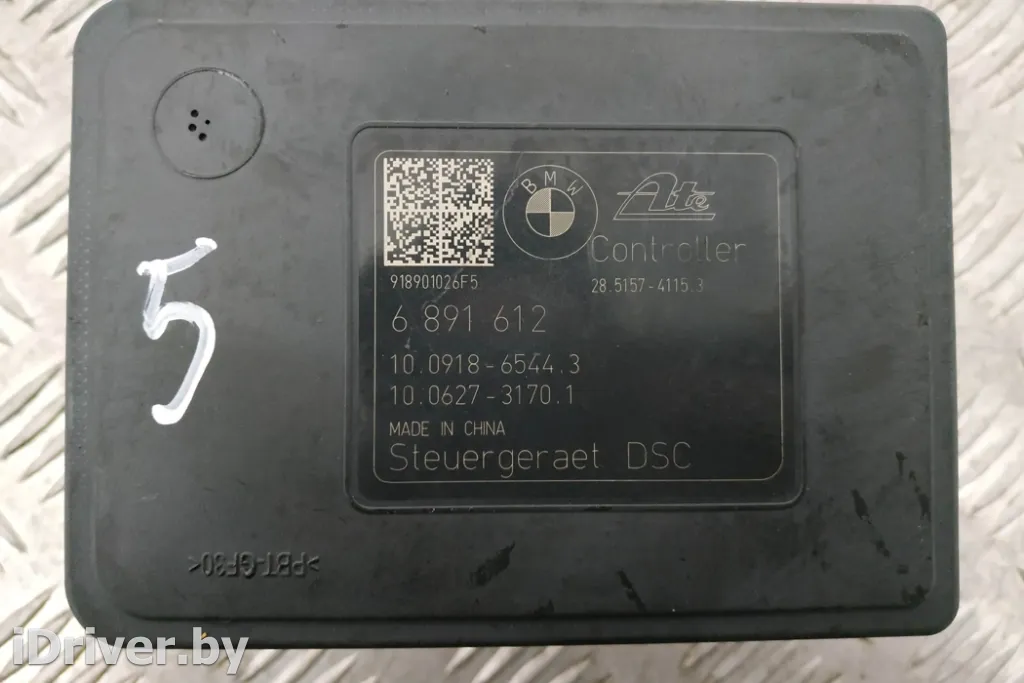 BMW
Ate
Controller
918901026F5
28.5157-4115.3
6 891 612
10.0918-6544.3
10.0627-3170.1
MADE IN CHINA
Steuergeraet DSC
5
>PBT-GF30<
iDriver.by